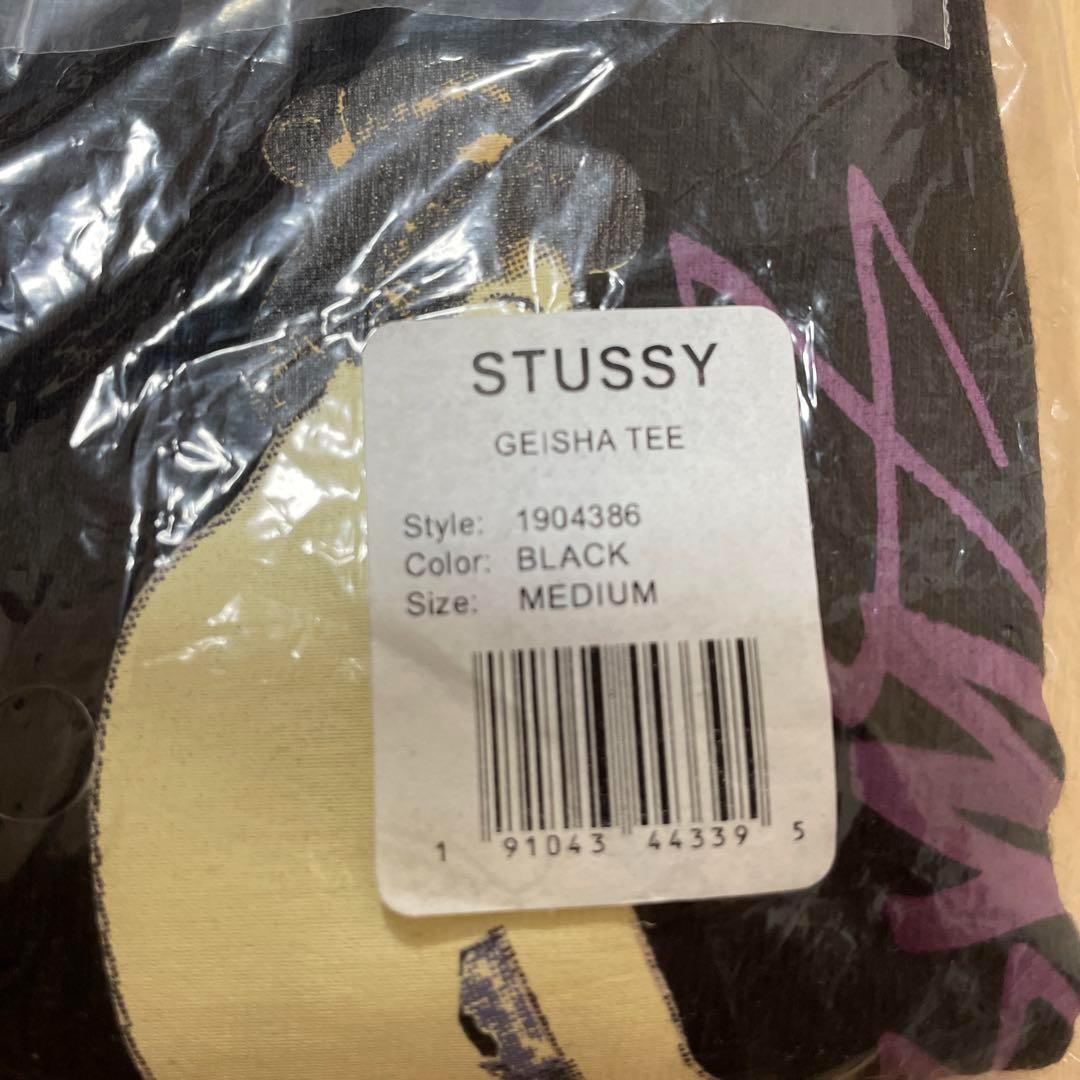 STUSSY
GEISHA TEE
Style: 1904386
Color: BLACK
Size: MEDIUM
1 91043 44339 5